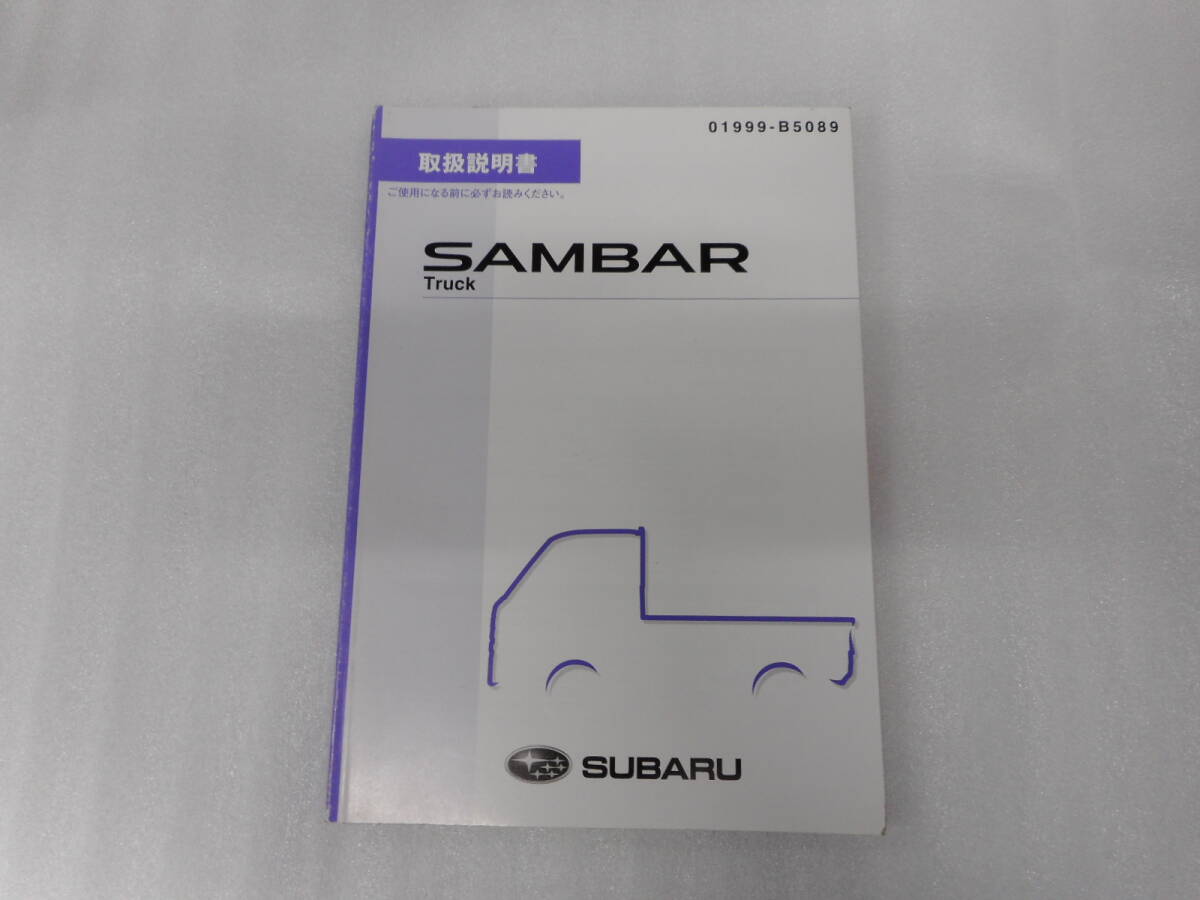 01999-B5089
取扱説明書
ご使用になる前に必ずお読みください。
SAMBAR
Truck
SUBARU